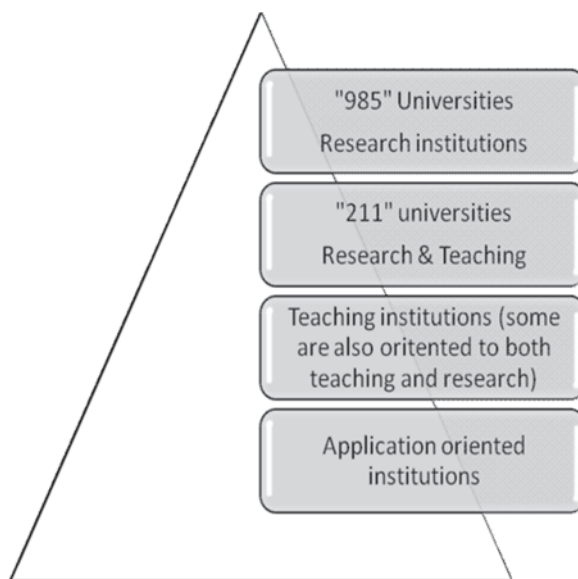 "985" Universities
Research institutions
"211" universities
Research & Teaching
Teaching institutions (some
are also oritented to both
teaching and research)
Application oriented
institutions